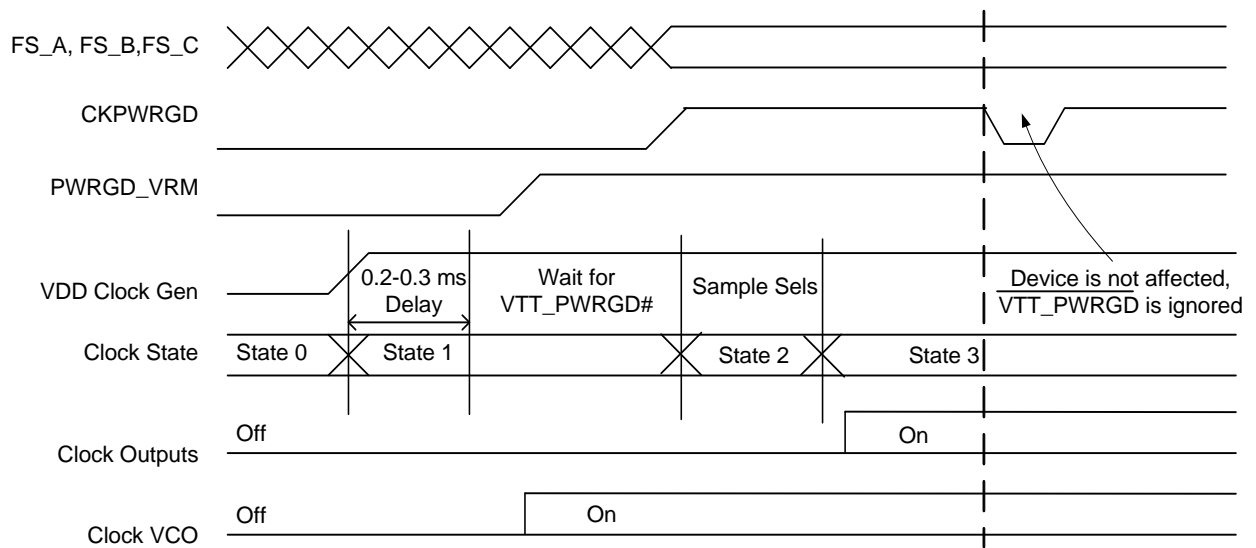 FS_A, FS_B,FS_C
CKPWRGD
PWRGD_VRM
VDD Clock Gen
0.2-0.3 ms
Delay
Wait for
VTT_PWRGD#
Sample Sels
Device is not affected,
VTT_PWRGD is ignored
Clock State
State 0
State 1
State 2
State 3
Clock Outputs
Off
On
Clock VCO
Off
On